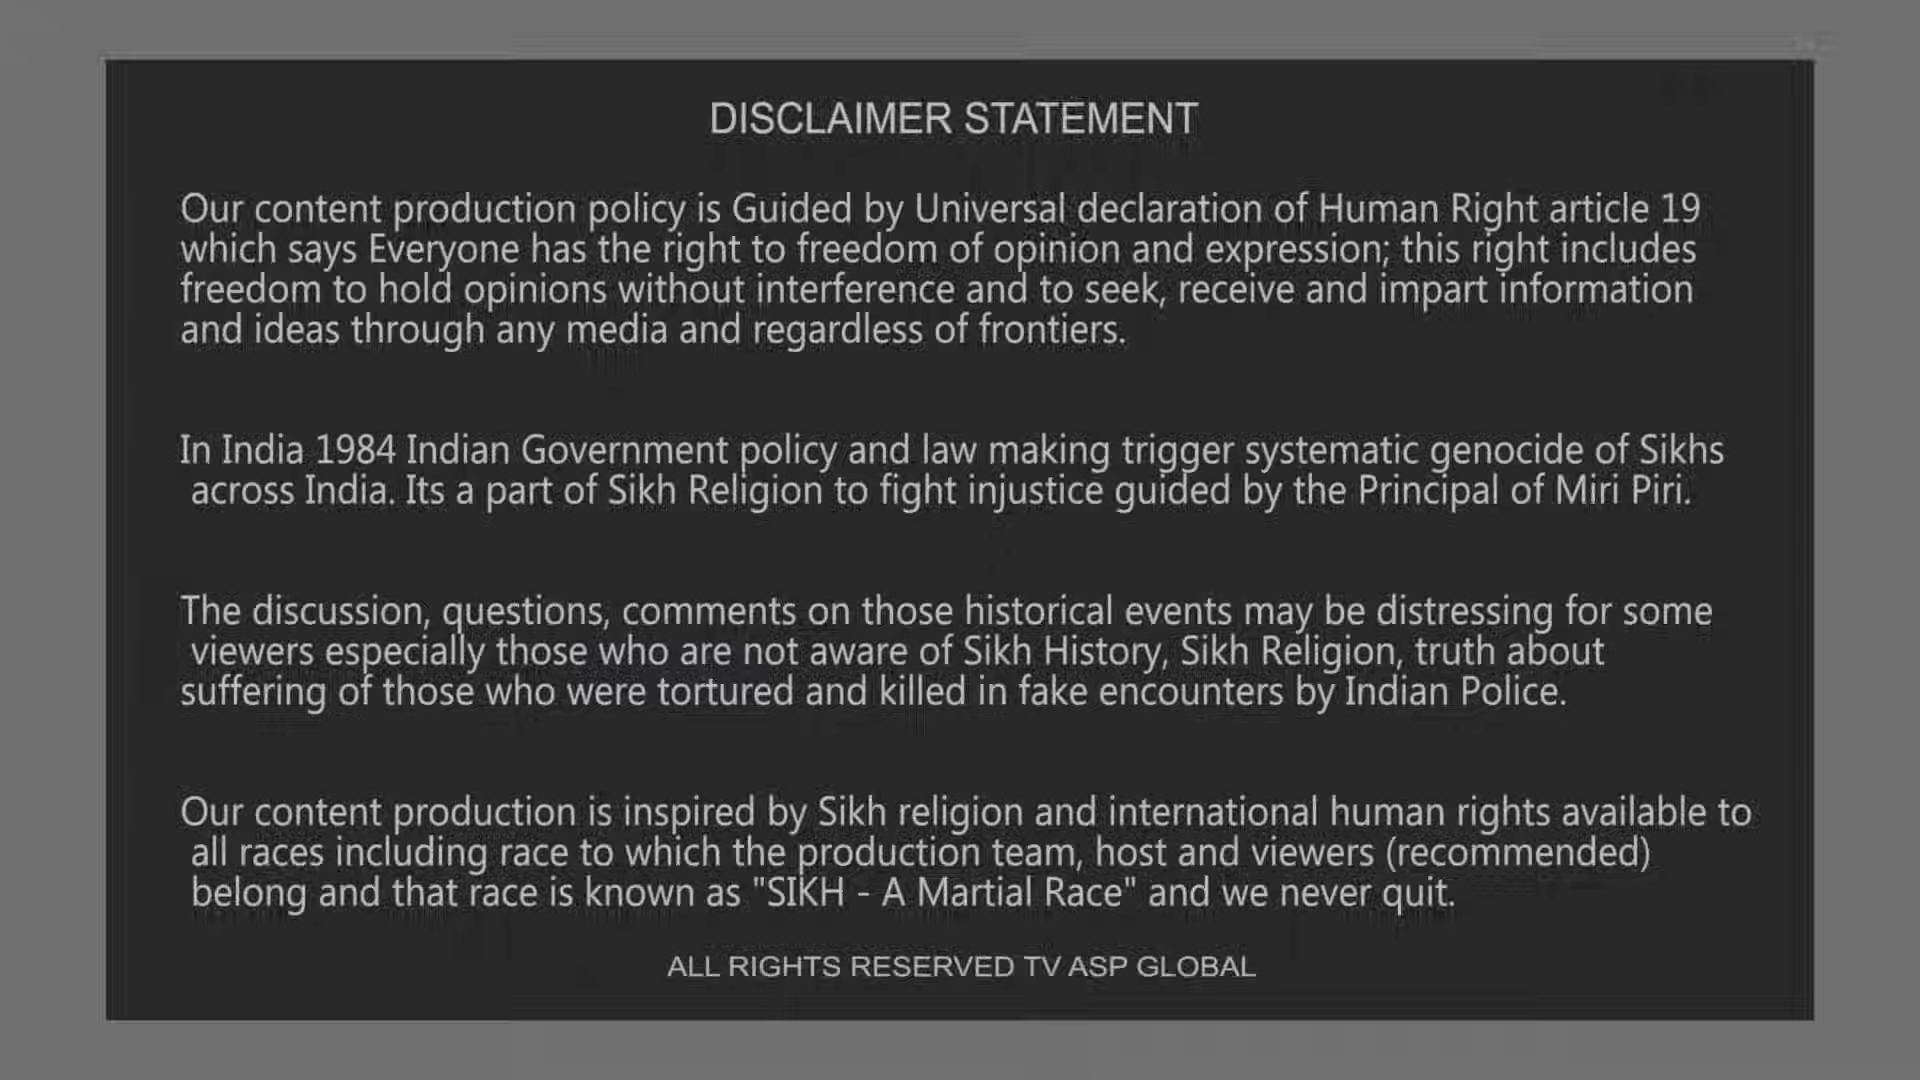 DISCLAIMER STATEMENT
Our content production policy is Guided by Universal declaration of Human Right article 19
which says Everyone has the right to freedom of opinion and expression; this right includes
freedom to hold opinions without interference and to seek, receive and impart information
and ideas through any media and regardless of frontiers.
In India 1984 Indian Government policy and law making trigger systematic genocide of Sikhs
across India. Its a part of Sikh Religion to fight injustice guided by the Principal of Miri Piri.
The discussion, questions, comments on those historical events may be distressing for some
viewers especially those who are not aware of Sikh History, Sikh Religion, truth about
suffering of those who were tortured and killed in fake encounters by Indian Police.
Our content production is inspired by Sikh religion and international human rights available to
all races including race to which the production team, host and viewers (recommended)
belong and that race is known as "SIKH - A Martial Race" and we never quit.
ALL RIGHTS RESERVED TV ASP GLOBAL